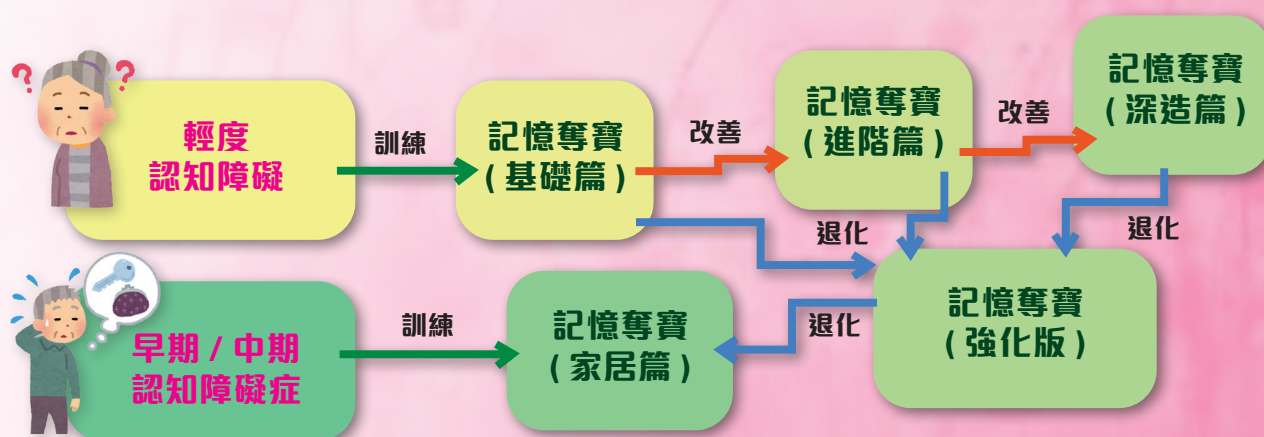 輕度
認知障礙
訓練
記憶奪寶
(基礎篇)
改善
記憶奪寶
(進階篇)
改善
記憶奪寶
(深造篇)
退化
退化
早期 / 中期
認知障礙症
訓練
記憶奪寶
(家居篇)
退化
記憶奪寶
(強化版)
? ?